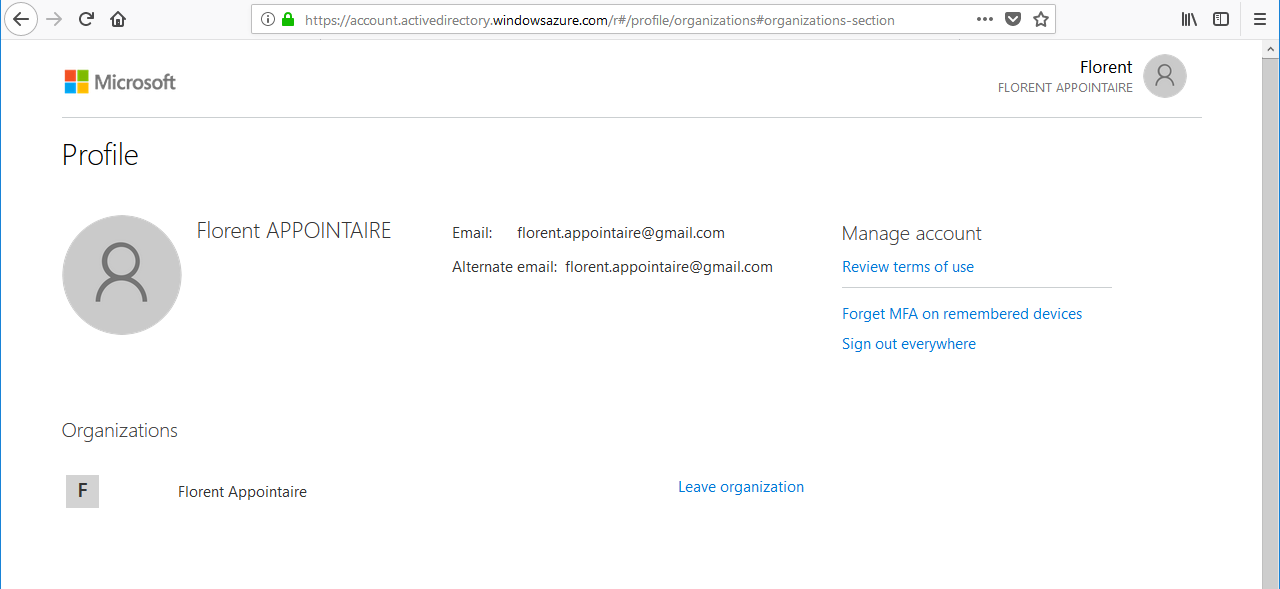 https://account.activedirectory.windowsazure.com/r#/profile/organizations#organizations-section
Microsoft
Florent
FLORENT APPOINTAIRE
Profile
Florent APPOINTAIRE
Email: florent.appointaire@gmail.com
Alternate email: florent.appointaire@gmail.com
Manage account
Review terms of use
Forget MFA on remembered devices
Sign out everywhere
Organizations
F Florent Appointaire Leave organization